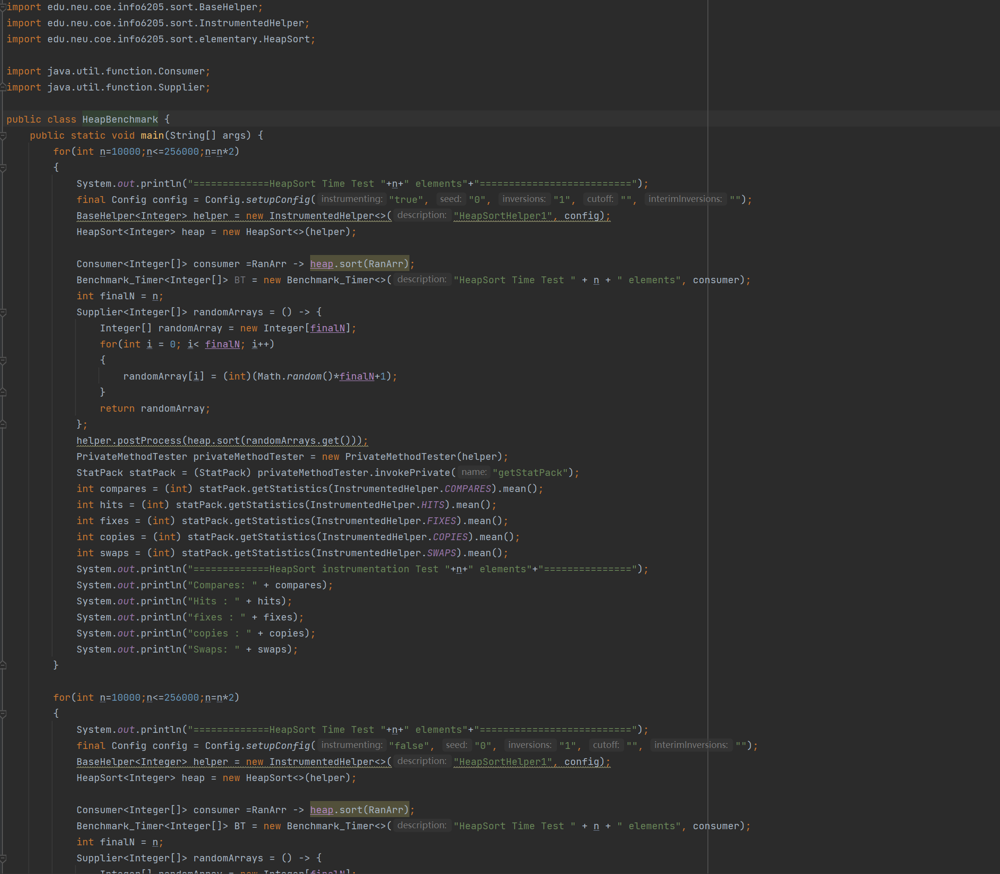 import edu.neu.coe.info6205.sort.BaseHelper;
import edu.neu.coe.info6205.sort.InstrumentedHelper;
import edu.neu.coe.info6205.sort.elementary.HeapSort;

import java.util.function.Consumer;
import java.util.function.Supplier;

public class HeapBenchmark {
    public static void main(String[] args) {
        for(int n=10000;n<=256000;n=n*2)
        {
            System.out.println("=============HeapSort Time Test "+n+" elements"+"==========================");
            final Config config = Config.setupConfig( instrumenting: "true", seed: "0", inversions: "1", cutoff: "", interimInversions: "");
            BaseHelper<Integer> helper = new InstrumentedHelper<>( description: "HeapSortHelper1", config);
            HeapSort<Integer> heap = new HeapSort<>(helper);

            Consumer<Integer[]> consumer =RanArr -> heap.sort(RanArr);
            Benchmark_Timer<Integer[]> BT = new Benchmark_Timer<>( description: "HeapSort Time Test " + n + " elements", consumer);
            int finalN = n;
            Supplier<Integer[]> randomArrays = () -> {
                Integer[] randomArray = new Integer[finalN];
                for(int i = 0; i< finalN; i++)
                {
                    randomArray[i] = (int)(Math.random()*finalN+1);
                }
                return randomArray;
            };
            helper.postProcess(heap.sort(randomArrays.get()));
            PrivateMethodTester privateMethodTester = new PrivateMethodTester(helper);
            StatPack statPack = (StatPack) privateMethodTester.invokePrivate( name: "getStatPack");
            int compares = (int) statPack.getStatistics(InstrumentedHelper.COMPARES).mean();
            int hits = (int) statPack.getStatistics(InstrumentedHelper.HITS).mean();
            int fixes = (int) statPack.getStatistics(InstrumentedHelper.FIXES).mean();
            int copies = (int) statPack.getStatistics(InstrumentedHelper.COPIES).mean();
            int swaps = (int) statPack.getStatistics(InstrumentedHelper.SWAPS).mean();
            System.out.println("=============HeapSort instrumentation Test "+n+" elements"+"===============");
            System.out.println("Compares: " + compares);
            System.out.println("Hits : " + hits);
            System.out.println("fixes : " + fixes);
            System.out.println("copies : " + copies);
            System.out.println("Swaps: " + swaps);
        }

        for(int n=10000;n<=256000;n=n*2)
        {
            System.out.println("=============HeapSort Time Test "+n+" elements"+"==========================");
            final Config config = Config.setupConfig( instrumenting: "false", seed: "0", inversions: "1", cutoff: "", interimInversions: "");
            BaseHelper<Integer> helper = new InstrumentedHelper<>( description: "HeapSortHelper1", config);
            HeapSort<Integer> heap = new HeapSort<>(helper);

            Consumer<Integer[]> consumer =RanArr -> heap.sort(RanArr);
            Benchmark_Timer<Integer[]> BT = new Benchmark_Timer<>( description: "HeapSort Time Test " + n + " elements", consumer);
            int finalN = n;
            Supplier<Integer[]> randomArrays = () -> {
                Integer[] randomArray = new Integer[finalN];